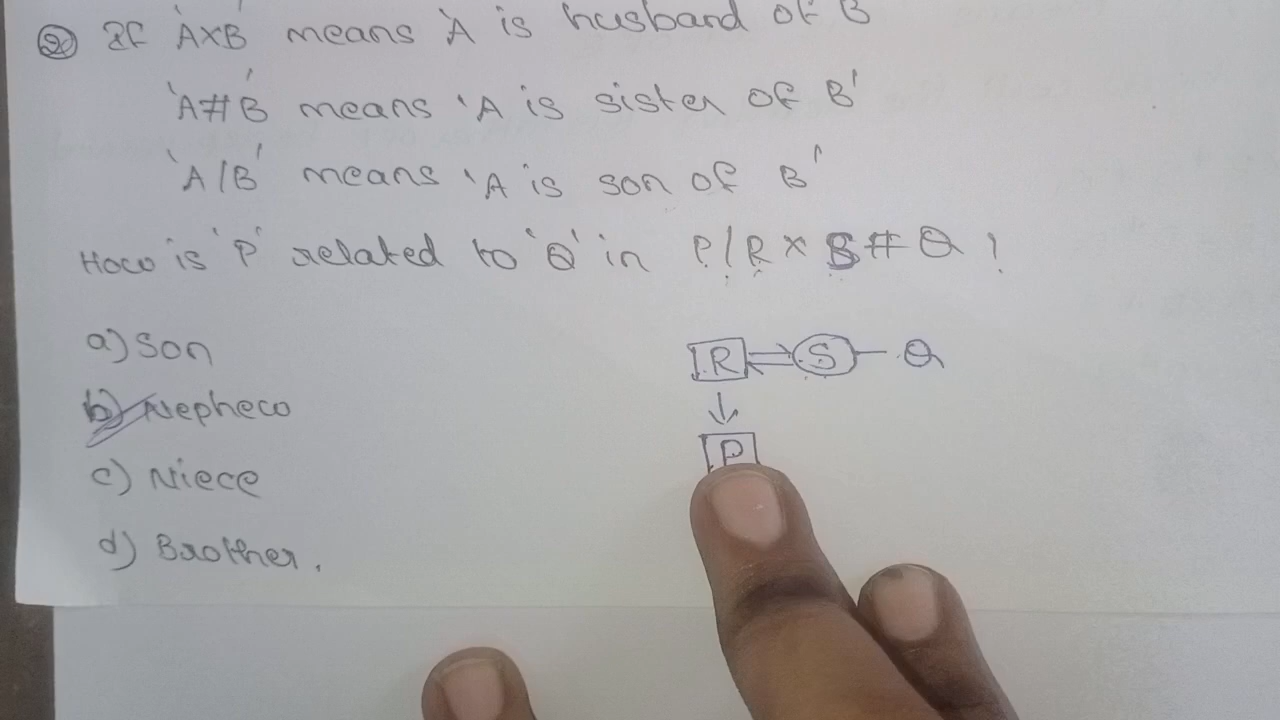 ② If 'A×B' means 'A is husband of B
'A#B' means 'A is sister of B'
'A/B' means 'A is son of B'
How is 'P' related to 'Q' in P/R × S # Q !
a) Son
b) Nephew
c) Niece
d) Brother.
R S Q
P